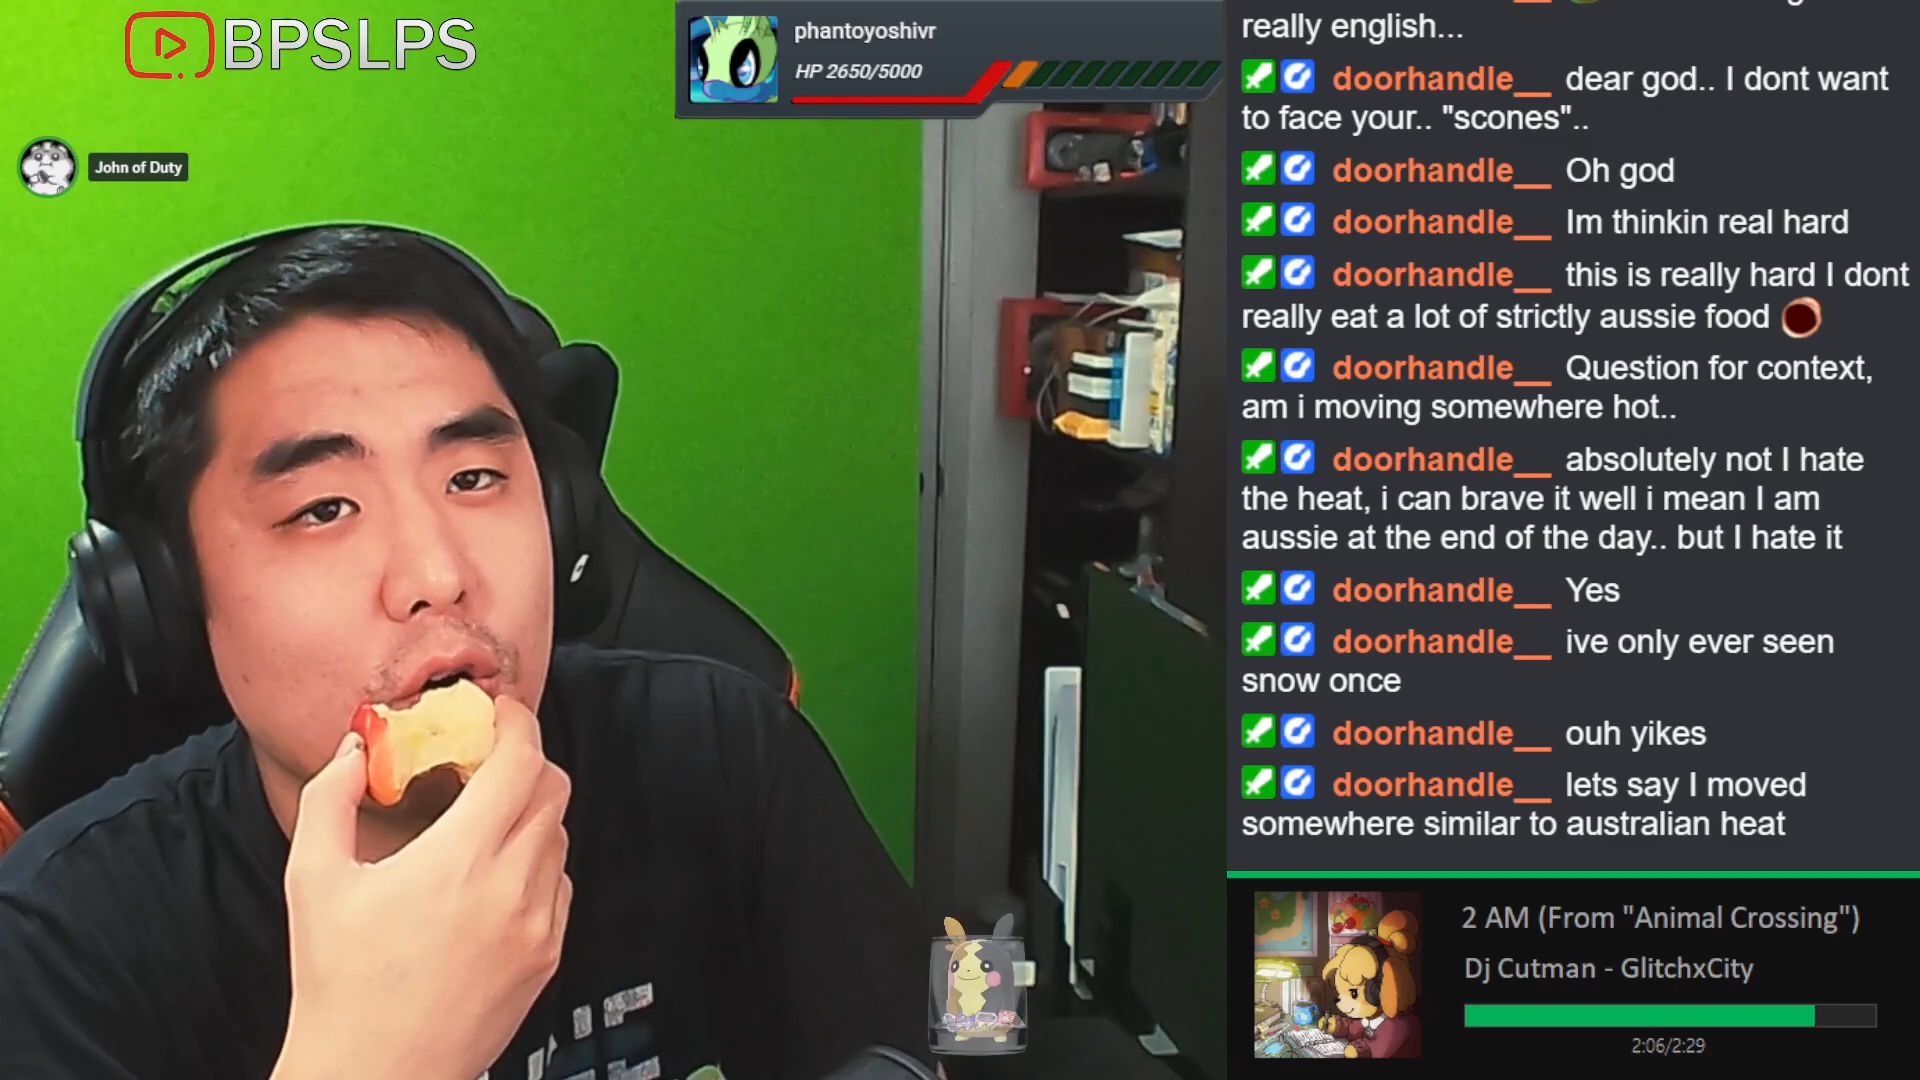 BPSLPS
phantoyoshivr
HP 2650/5000
John of Duty
really english...
doorhandle__ dear god.. I dont want
to face your.. "scones"..
doorhandle__ Oh god
doorhandle__ Im thinkin real hard
doorhandle__ this is really hard I dont
really eat a lot of strictly aussie food
doorhandle__ Question for context,
am i moving somewhere hot..
doorhandle__ absolutely not I hate
the heat, i can brave it well i mean I am
aussie at the end of the day.. but I hate it
doorhandle__ Yes
doorhandle__ ive only ever seen
snow once
doorhandle__ ouh yikes
doorhandle__ lets say I moved
somewhere similar to australian heat
2 AM (From "Animal Crossing")
Dj Cutman - GlitchxCity
2:06/2:29